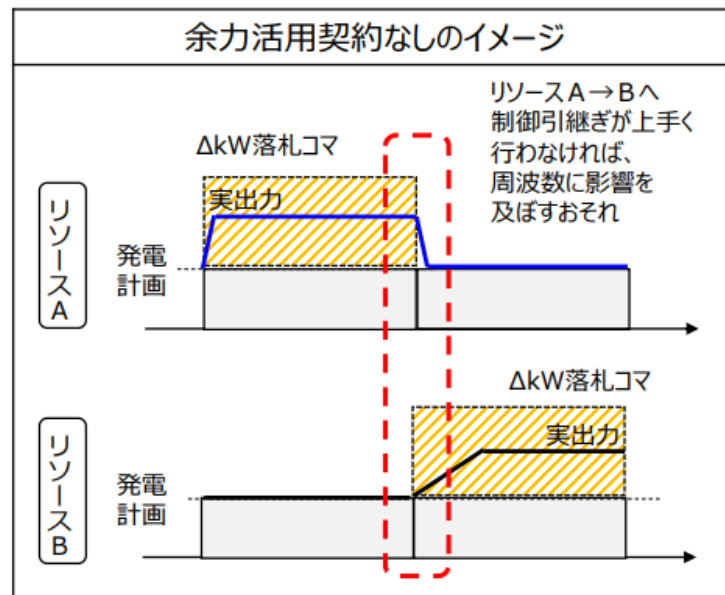 余力活用契約なしのイメージ
リソースA→Bへ
制御引継ぎが上手く
行わなければ、
周波数に影響を
及ぼすおそれ
ΔkW落札コマ
実出力
リソースA
発電
計画
ΔkW落札コマ
実出力
リソースB
発電
計画